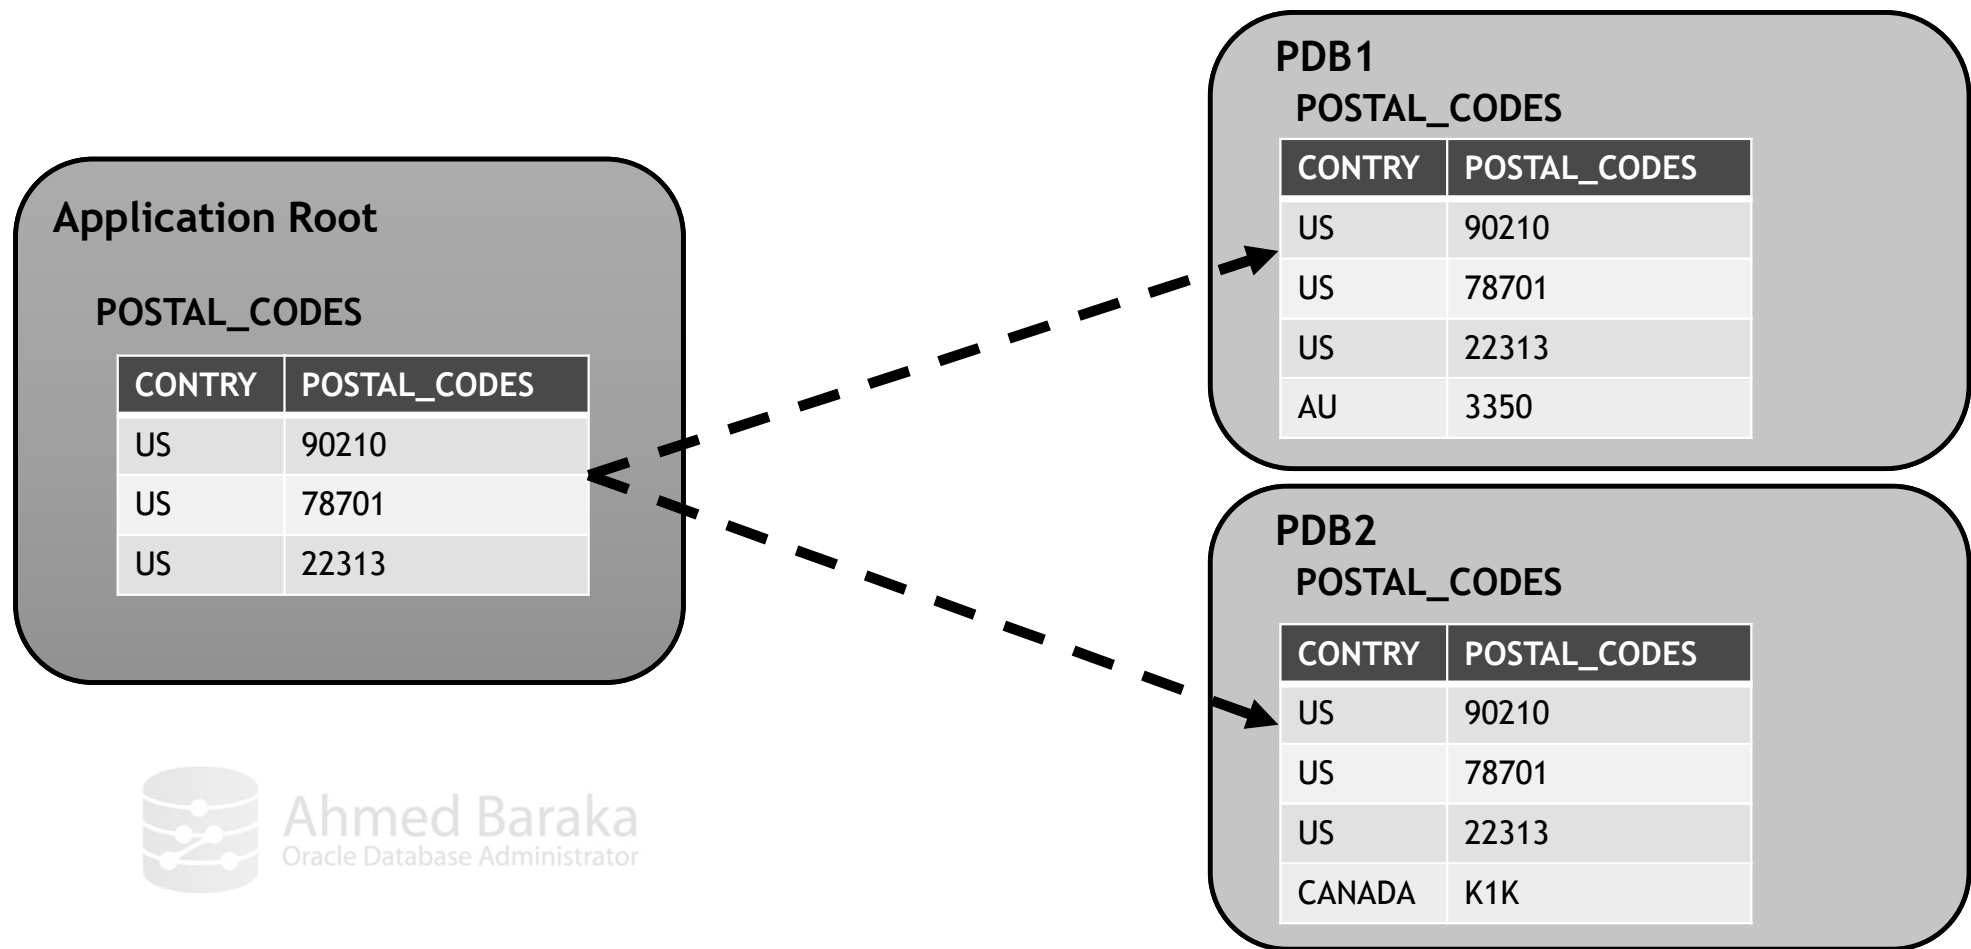 Application Root
POSTAL_CODES
CONTRY POSTAL_CODES
US 90210
US 78701
US 22313
PDB1
POSTAL_CODES
CONTRY POSTAL_CODES
US 90210
US 78701
US 22313
AU 3350
PDB2
POSTAL_CODES
CONTRY POSTAL_CODES
US 90210
US 78701
US 22313
CANADA K1K
Ahmed Baraka
Oracle Database Administrator